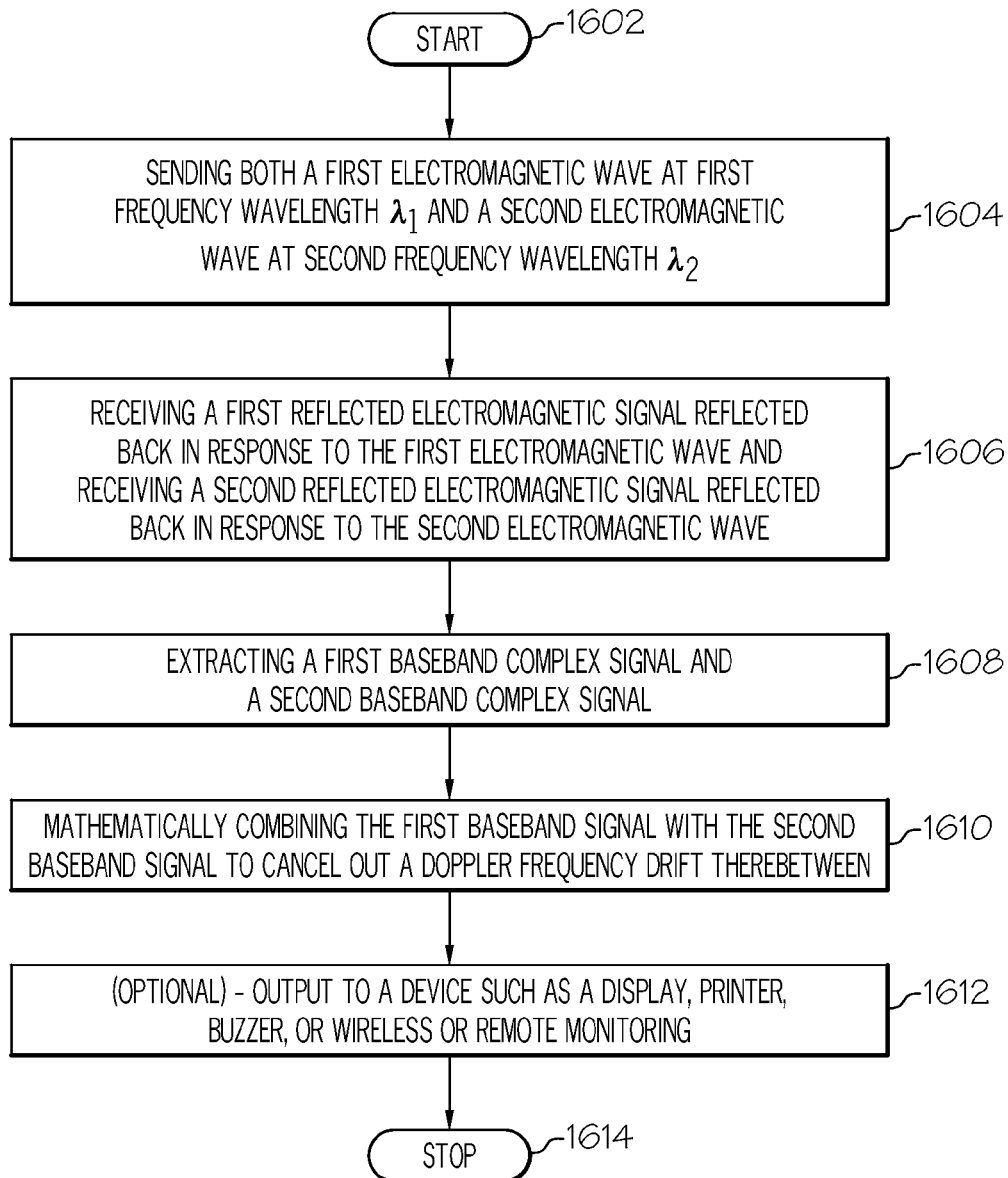 START
1602
SENDING BOTH A FIRST ELECTROMAGNETIC WAVE AT FIRST
FREQUENCY WAVELENGTH λ1 AND A SECOND ELECTROMAGNETIC
WAVE AT SECOND FREQUENCY WAVELENGTH λ2
1604
RECEIVING A FIRST REFLECTED ELECTROMAGNETIC SIGNAL REFLECTED
BACK IN RESPONSE TO THE FIRST ELECTROMAGNETIC WAVE AND
RECEIVING A SECOND REFLECTED ELECTROMAGNETIC SIGNAL REFLECTED
BACK IN RESPONSE TO THE SECOND ELECTROMAGNETIC WAVE
1606
EXTRACTING A FIRST BASEBAND COMPLEX SIGNAL AND
A SECOND BASEBAND COMPLEX SIGNAL
1608
MATHEMATICALLY COMBINING THE FIRST BASEBAND SIGNAL WITH THE SECOND
BASEBAND SIGNAL TO CANCEL OUT A DOPPLER FREQUENCY DRIFT THEREBETWEEN
1610
(OPTIONAL) - OUTPUT TO A DEVICE SUCH AS A DISPLAY, PRINTER,
BUZZER, OR WIRELESS OR REMOTE MONITORING
1612
STOP
1614